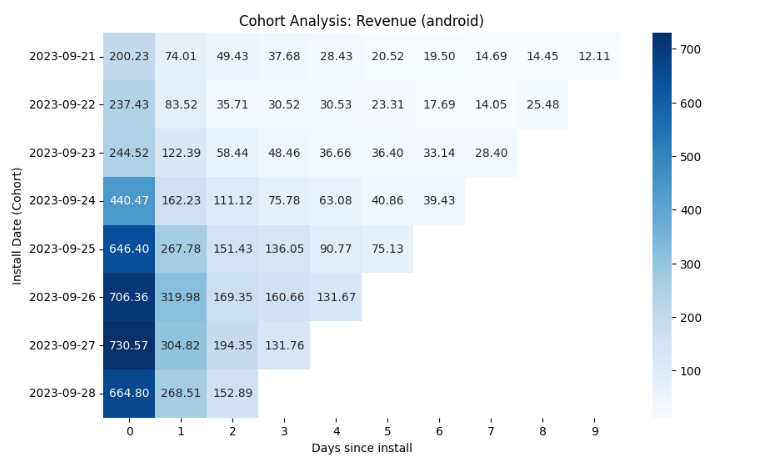 Cohort Analysis: Revenue (android)
2023-09-21 200.23 74.01 49.43 37.68 28.43 20.52 19.50 14.69 14.45 12.11
2023-09-22 237.43 83.52 35.71 30.52 30.53 23.31 17.69 14.05 25.48
2023-09-23 244.52 122.39 58.44 48.46 36.66 36.40 33.14 28.40
2023-09-24 440.47 162.23 111.12 75.78 63.08 40.86 39.43
2023-09-25 646.40 267.78 151.43 136.05 90.77 75.13
2023-09-26 706.36 319.98 169.35 160.66 131.67
2023-09-27 730.57 304.82 194.35 131.76
2023-09-28 664.80 268.51 152.89
0 1 2 3 4 5 6 7 8 9
Days since install
Install Date (Cohort)
700
600
500
400
300
200
100